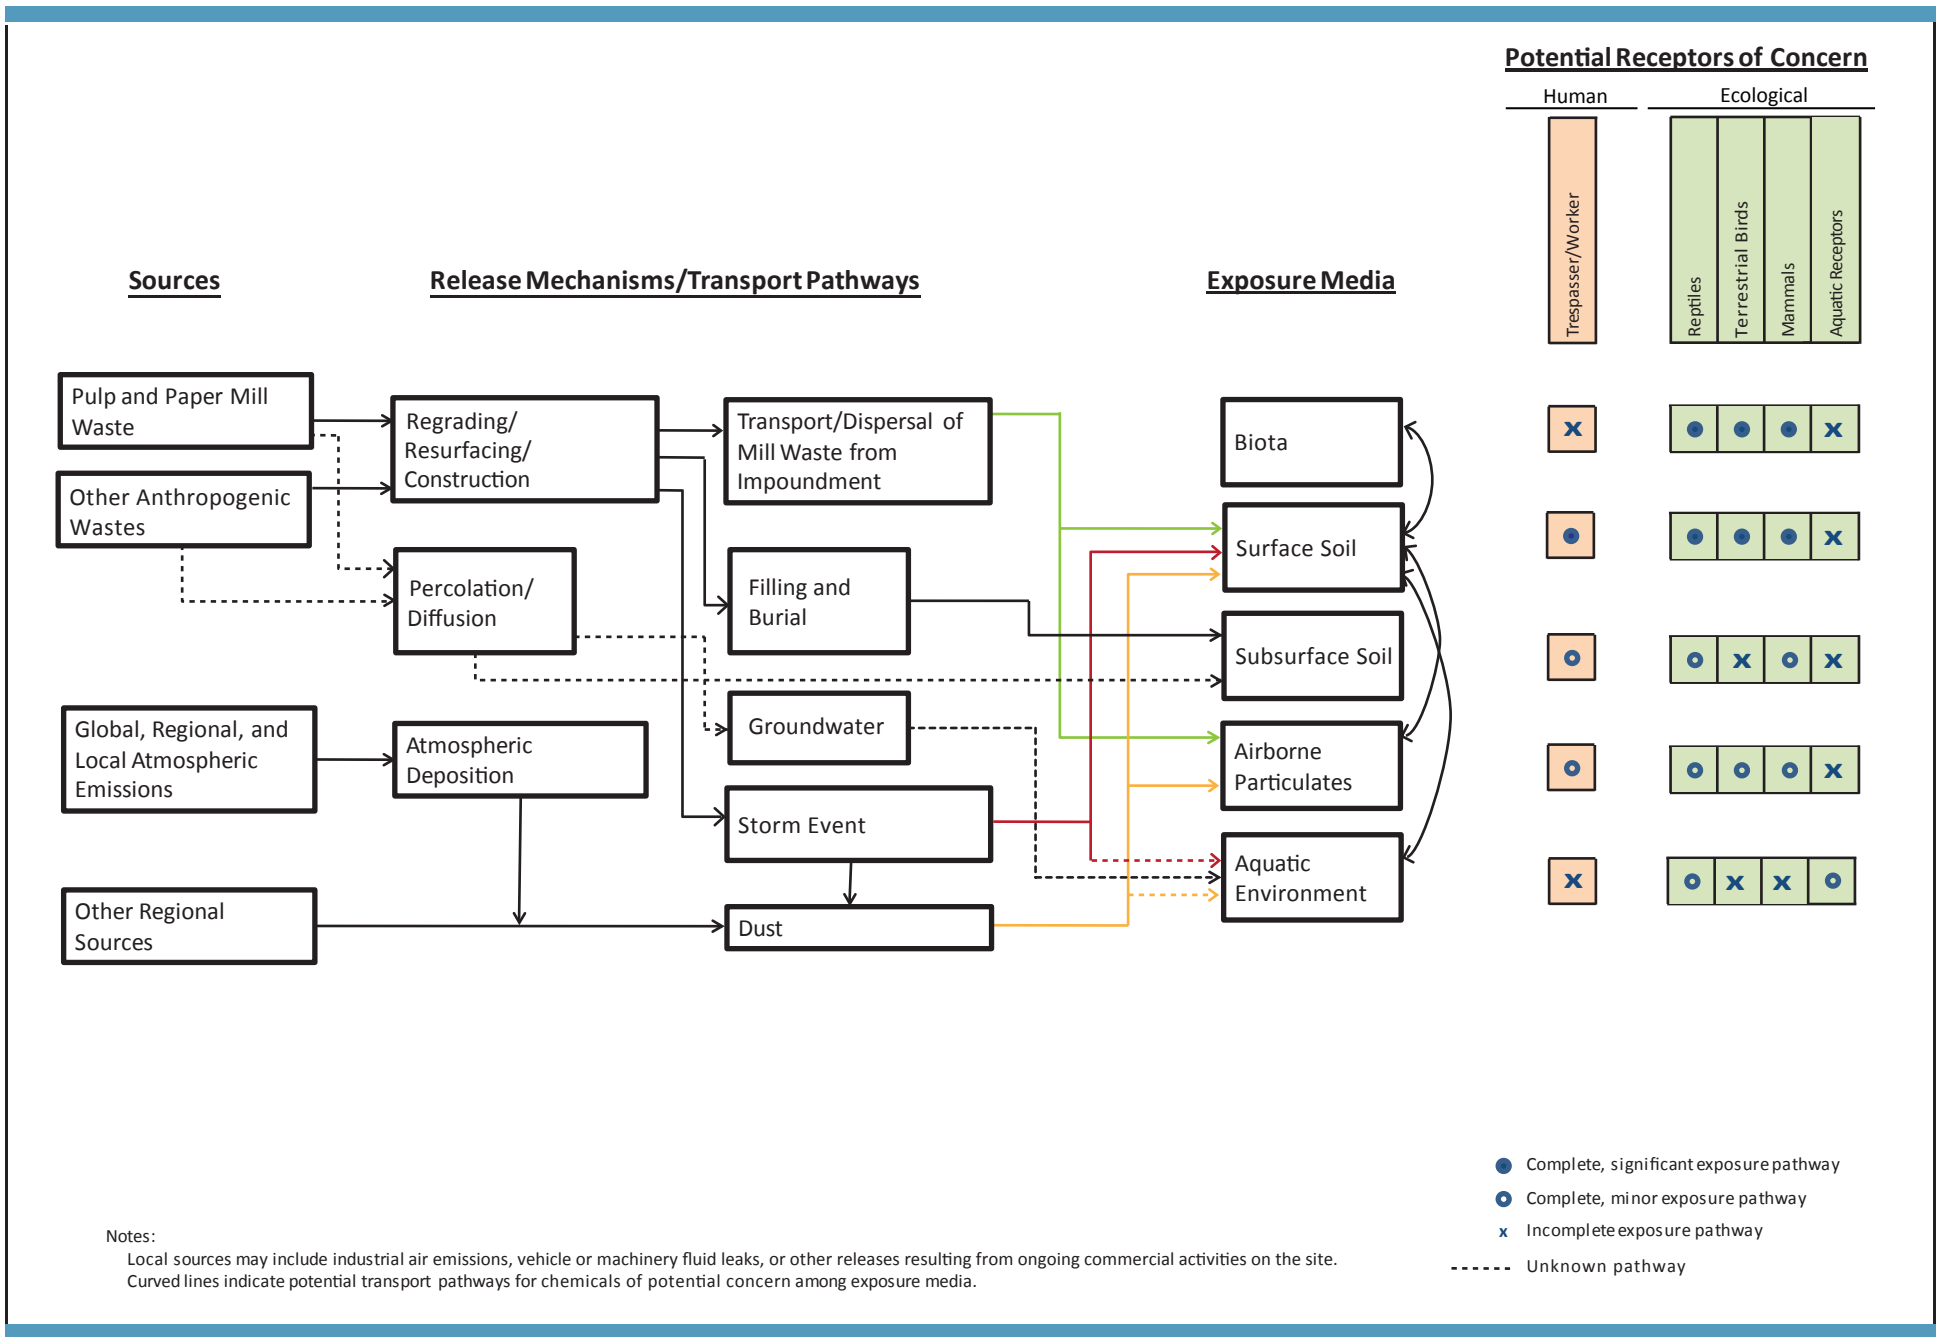 Potential Receptors of Concern
Human
Ecological
Trespasser/Worker
Reptiles
Terrestrial Birds
Mammals
Aquatic Receptors
Sources
Release Mechanisms/Transport Pathways
Exposure Media
Pulp and Paper Mill
Waste
Other Anthropogenic
Wastes
Global, Regional, and
Local Atmospheric
Emissions
Other Regional
Sources
Regrading/
Resurfacing/
Construction
Percolation/
Diffusion
Atmospheric
Deposition
Transport/Dispersal of
Mill Waste from
Impoundment
Filling and
Burial
Groundwater
Storm Event
Dust
Biota
Surface Soil
Subsurface Soil
Airborne
Particulates
Aquatic
Environment
x x
x
x x x
x
x x x
Complete, significant exposure pathway
Complete, minor exposure pathway
x Incomplete exposure pathway
Unknown pathway
Notes:
Local sources may include industrial air emissions, vehicle or machinery fluid leaks, or other releases resulting from ongoing commercial activities on the site.
Curved lines indicate potential transport pathways for chemicals of potential concern among exposure media.